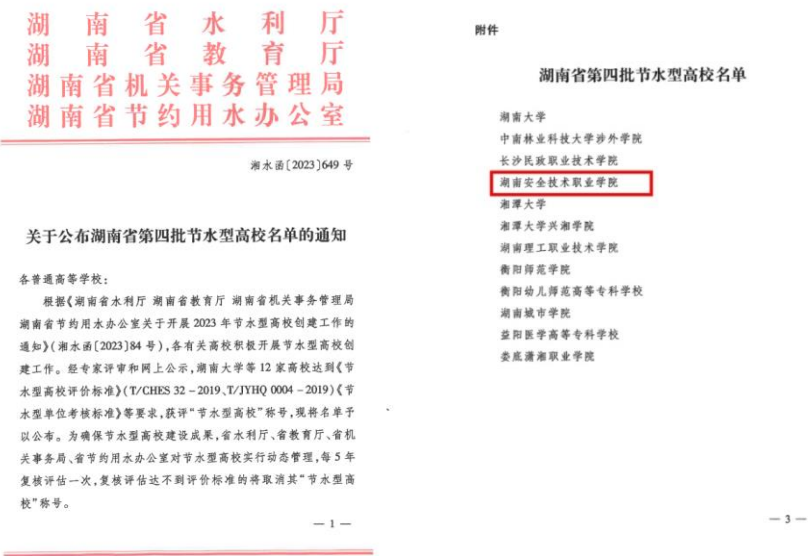 湖南省水利厅
湖南省教育厅
湖南省机关事务管理局
湖南省节约用水办公室
湘水函〔2023〕649 号
关于公布湖南省第四批节水型高校名单的通知
各普通高等学校：
根据《湖南省水利厅 湖南省教育厅 湖南省机关事务管理局
湖南省节约用水办公室关于开展 2023 年节水型高校创建工作的
通知》(湘水函〔2023〕84 号)，各有关高校积极开展节水型高校创
建工作。经专家评审和网上公示，湖南大学等 12 家高校达到《节
水型高校评价标准》(T/CHES 32－2019、T/JYHQ 0004－2019)《节
水型单位考核标准》等要求，获评“节水型高校”称号，现将名单予
以公布。为确保节水型高校建设成果，省水利厅、省教育厅、省机
关事务局、省节约用水办公室对节水型高校实行动态管理，每 5 年
复核评估一次，复核评估达不到评价标准的将取消其“节水型高
校”称号。
— 1 —
附件
湖南省第四批节水型高校名单
湖南大学
中南林业科技大学涉外学院
长沙民政职业技术学院
湖南安全技术职业学院
湘潭大学
湘潭大学兴湘学院
湖南理工职业技术学院
衡阳师范学院
衡阳幼儿师范高等专科学校
湖南城市学院
益阳医学高等专科学校
娄底潇湘职业学院
— 3 —